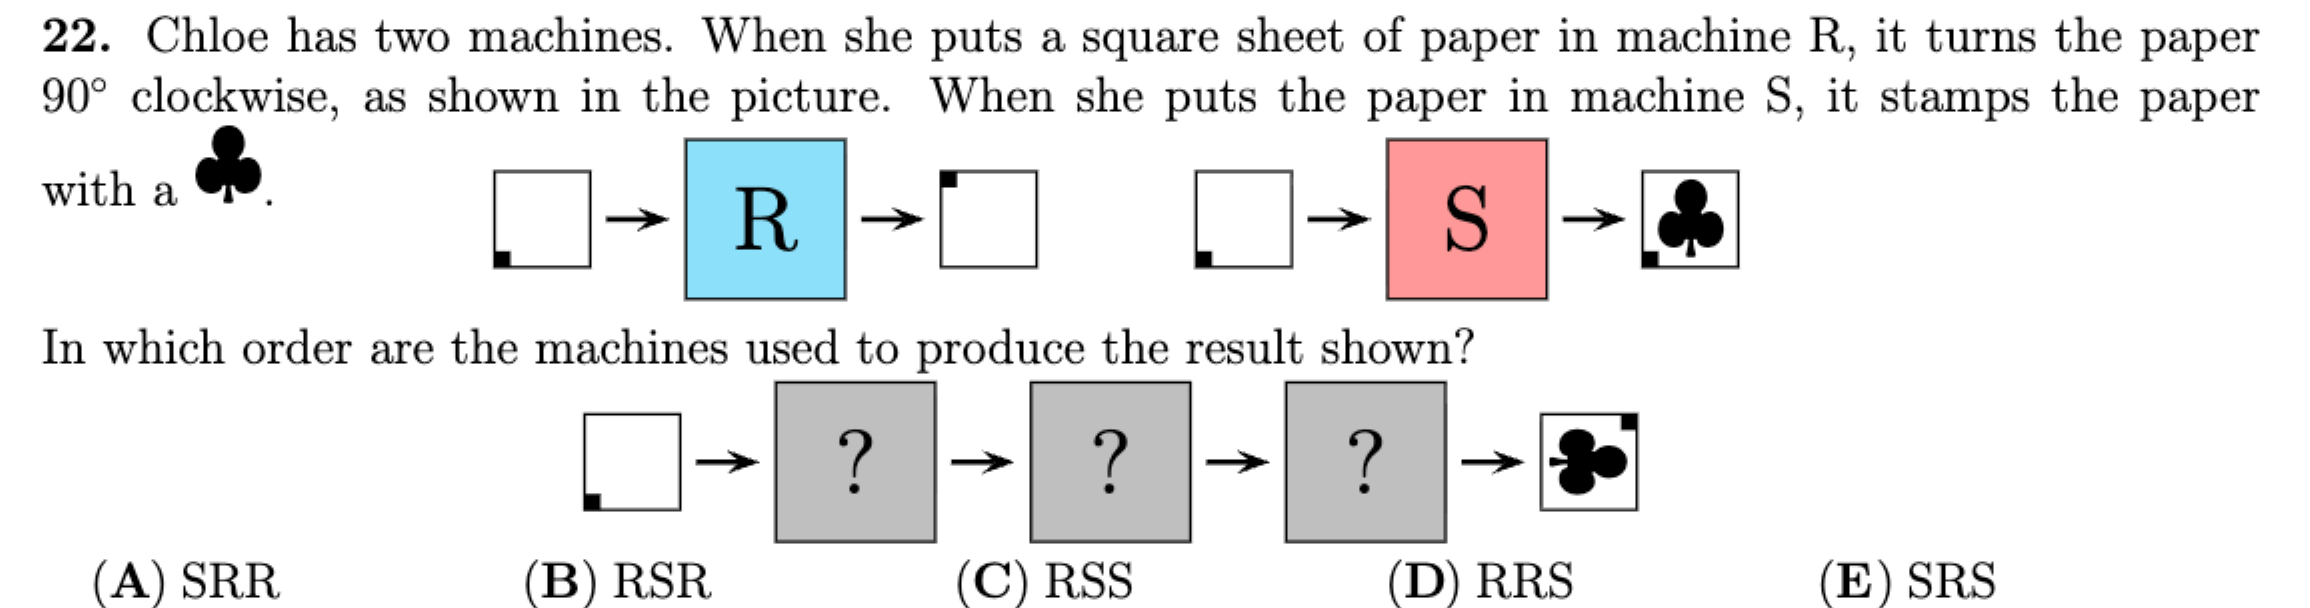 22. Chloe has two machines. When she puts a square sheet of paper in machine R, it turns the paper
90° clockwise, as shown in the picture. When she puts the paper in machine S, it stamps the paper
with a ♣.
R S
In which order are the machines used to produce the result shown?
? ? ?
(A) SRR (B) RSR (C) RSS (D) RRS (E) SRS